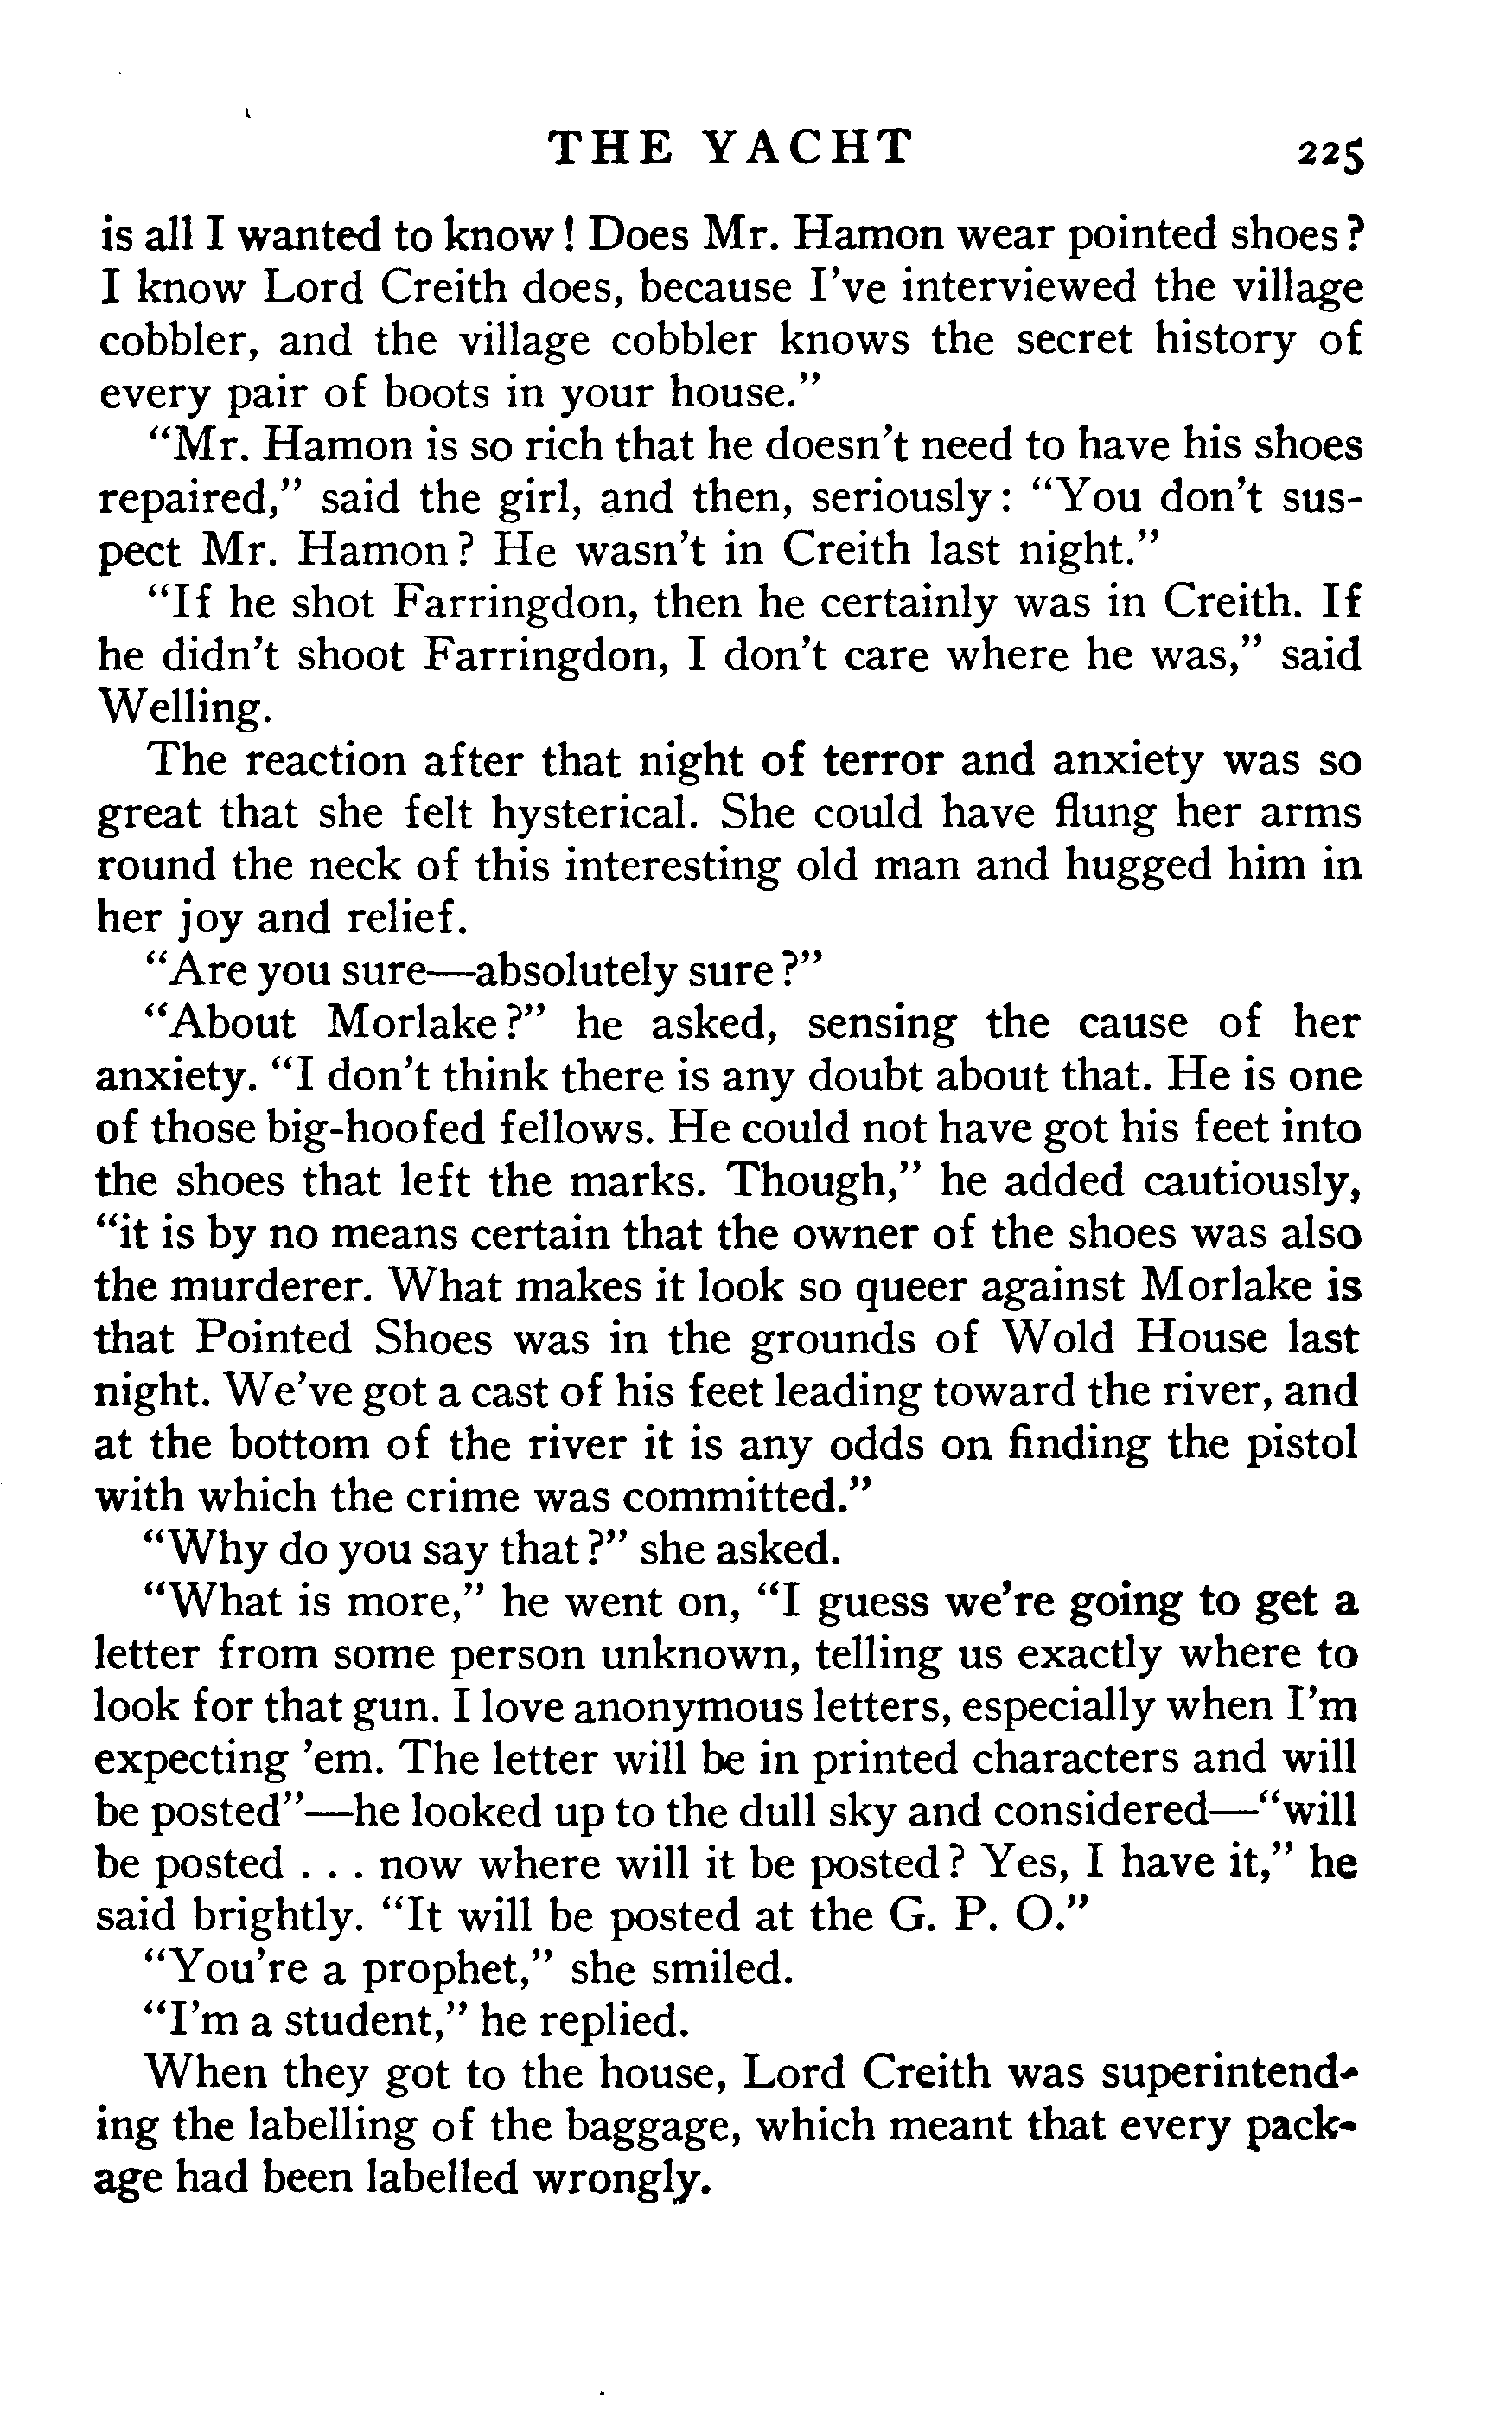 THE YACHT 225
is all I wanted to know! Does Mr. Hamon wear pointed shoes?
I know Lord Creith does, because I've interviewed the village
cobbler, and the village cobbler knows the secret history of
every pair of boots in your house."
"Mr. Hamon is so rich that he doesn't need to have his shoes
repaired," said the girl, and then, seriously: "You don't sus-
pect Mr. Hamon? He wasn't in Creith last night."
"If he shot Farringdon, then he certainly was in Creith. If
he didn't shoot Farringdon, I don't care where he was," said
Welling.
The reaction after that night of terror and anxiety was so
great that she felt hysterical. She could have flung her arms
round the neck of this interesting old man and hugged him in
her joy and relief.
"Are you sure—absolutely sure?"
"About Morlake?" he asked, sensing the cause of her
anxiety. "I don't think there is any doubt about that. He is one
of those big-hoofed fellows. He could not have got his feet into
the shoes that left the marks. Though," he added cautiously,
"it is by no means certain that the owner of the shoes was also
the murderer. What makes it look so queer against Morlake is
that Pointed Shoes was in the grounds of Wold House last
night. We've got a cast of his feet leading toward the river, and
at the bottom of the river it is any odds on finding the pistol
with which the crime was committed."
"Why do you say that?" she asked.
"What is more," he went on, "I guess we're going to get a
letter from some person unknown, telling us exactly where to
look for that gun. I love anonymous letters, especially when I'm
expecting 'em. The letter will be in printed characters and will
be posted"—he looked up to the dull sky and considered—"will
be posted . . . now where will it be posted? Yes, I have it," he
said brightly. "It will be posted at the G. P. O."
"You're a prophet," she smiled.
"I'm a student," he replied.
When they got to the house, Lord Creith was superintend-
ing the labelling of the baggage, which meant that every pack-
age had been labelled wrongly.